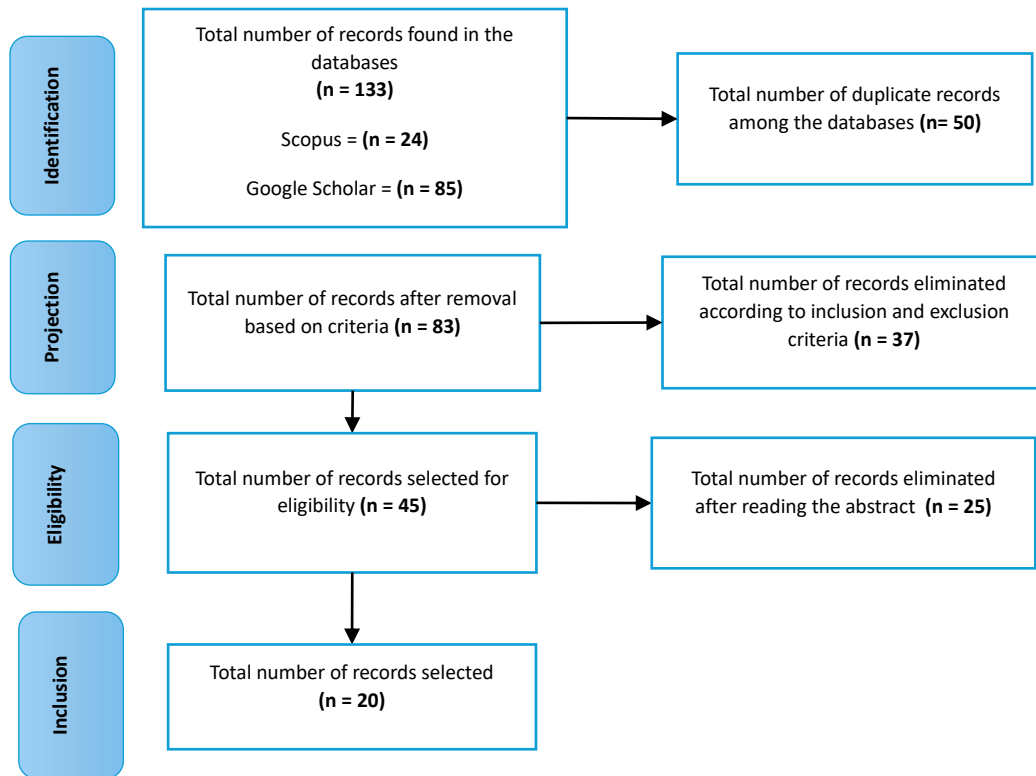 Identification
Total number of records found in the
databases
(n = 133)
Scopus = (n = 24)
Google Scholar = (n = 85)
Total number of duplicate records
among the databases (n= 50)
Projection
Total number of records after removal
based on criteria (n = 83)
Total number of records eliminated
according to inclusion and exclusion
criteria (n = 37)
Eligibility
Total number of records selected for
eligibility (n = 45)
Total number of records eliminated
after reading the abstract (n = 25)
Inclusion
Total number of records selected
(n = 20)